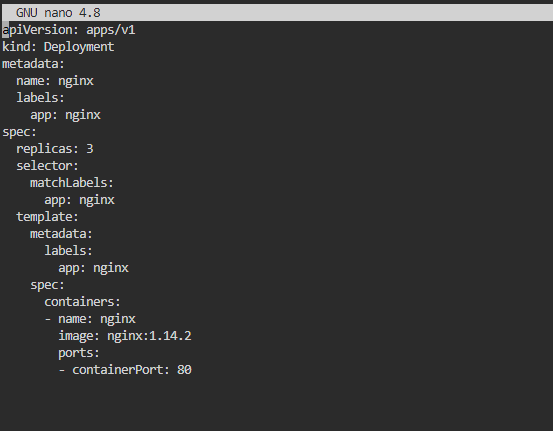 GNU nano 4.8
apiVersion: apps/v1
kind: Deployment
metadata:
  name: nginx
  labels:
    app: nginx
spec:
  replicas: 3
  selector:
    matchLabels:
      app: nginx
  template:
    metadata:
      labels:
        app: nginx
    spec:
      containers:
      - name: nginx
        image: nginx:1.14.2
        ports:
        - containerPort: 80